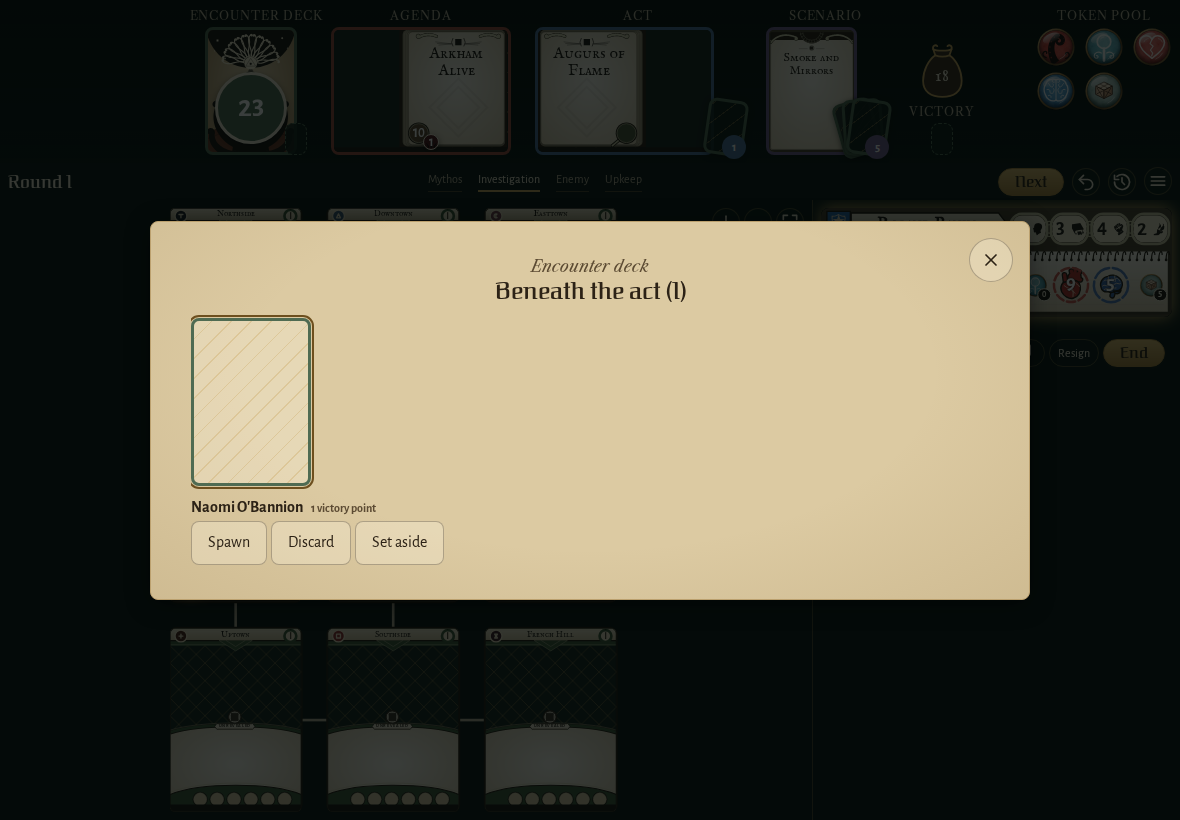 ENCOUNTER DECK
AGENDA
ACT
SCENARIO
TOKEN POOL
23
Arkham
Alive
10
1
Augurs of
Flame
1
Smoke and
Mirrors
5
18
VICTORY
Round 1
Mythos
Investigation
Enemy
Upkeep
Next
Northside
Downtown
Easttown
3
4
2
0
9
5
5
Resign
End
Encounter deck
Beneath the act (1)
Naomi O'Bannion 1 victory point
Spawn
Discard
Set aside
Uptown
Southside
French Hill